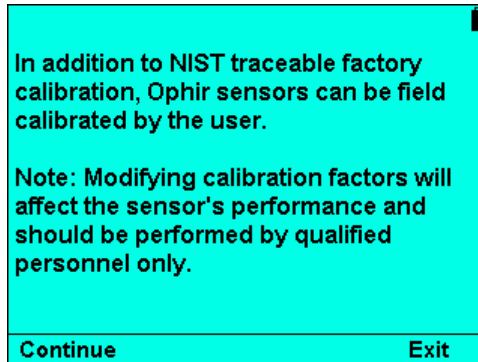 In addition to NIST traceable factory
calibration, Ophir sensors can be field
calibrated by the user.
Note: Modifying calibration factors will
affect the sensor's performance and
should be performed by qualified
personnel only.
Continue
Exit